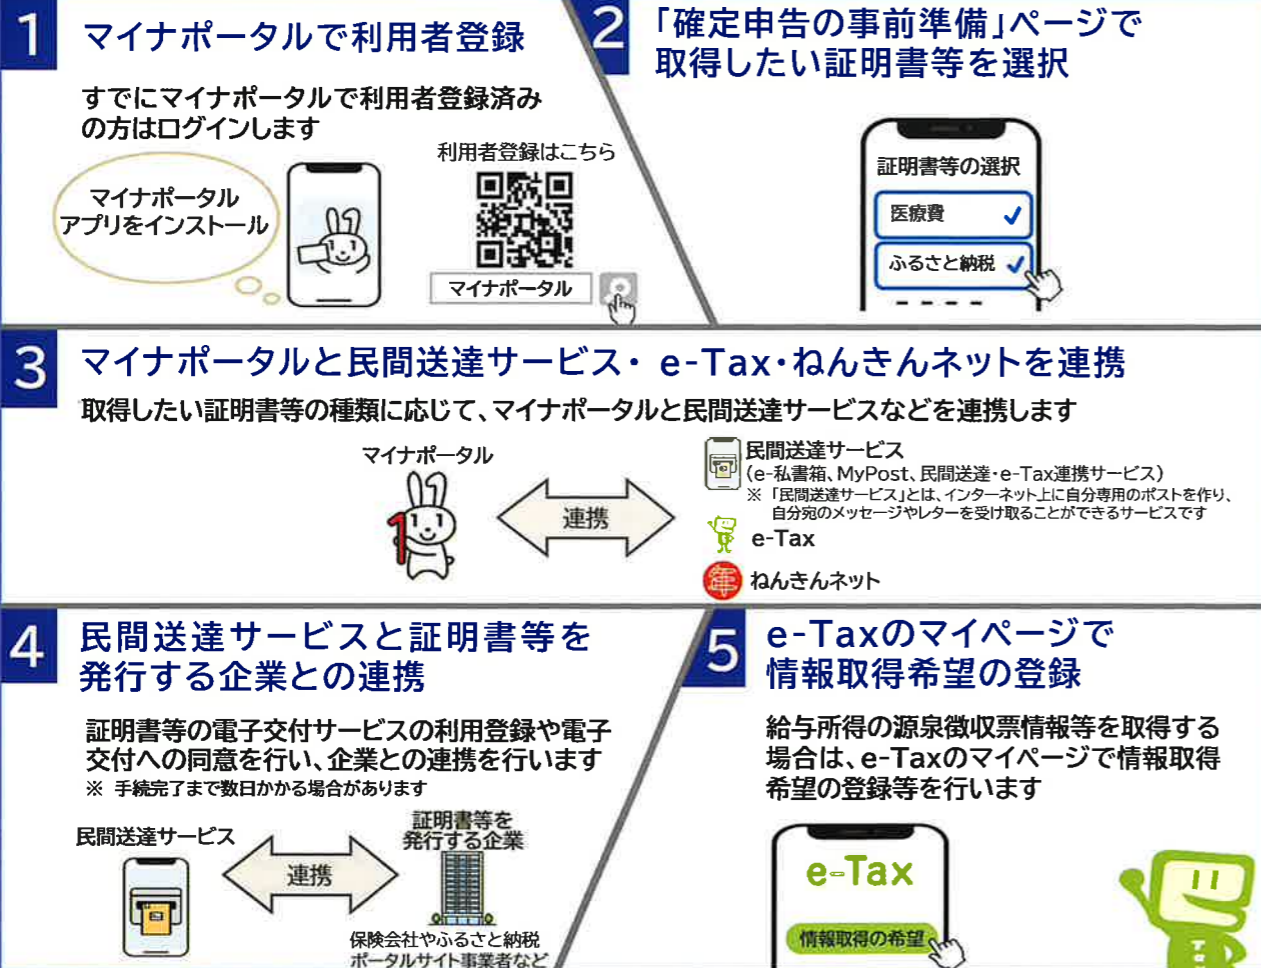 1
マイナポータルで利用者登録
すでにマイナポータルで利用者登録済み
の方はログインします
マイナポータル
アプリをインストール
利用者登録はこちら
マイナポータル
2
「確定申告の事前準備」ページで
取得したい証明書等を選択
証明書等の選択
医療費
ふるさと納税
3
マイナポータルと民間送達サービス・ e-Tax・ねんきんネットを連携
取得したい証明書等の種類に応じて、マイナポータルと民間送達サービスなどを連携します
マイナポータル
1
連携
民間送達サービス
(e-私書箱、MyPost、民間送達・e-Tax連携サービス)
※ 「民間送達サービス」とは、インターネット上に自分専用のポストを作り、
自分宛のメッセージやレターを受け取ることができるサービスです
e-Tax
年
ねんきんネット
4
民間送達サービスと証明書等を
発行する企業との連携
証明書等の電子交付サービスの利用登録や電子
交付への同意を行い、企業との連携を行います
※ 手続完了まで数日かかる場合があります
民間送達サービス
連携
証明書等を
発行する企業
保険会社やふるさと納税
ポータルサイト事業者など
5
e-Taxのマイページで
情報取得希望の登録
給与所得の源泉徴収票情報等を取得する
場合は、e-Taxのマイページで情報取得
希望の登録等を行います
e-Tax
情報取得の希望